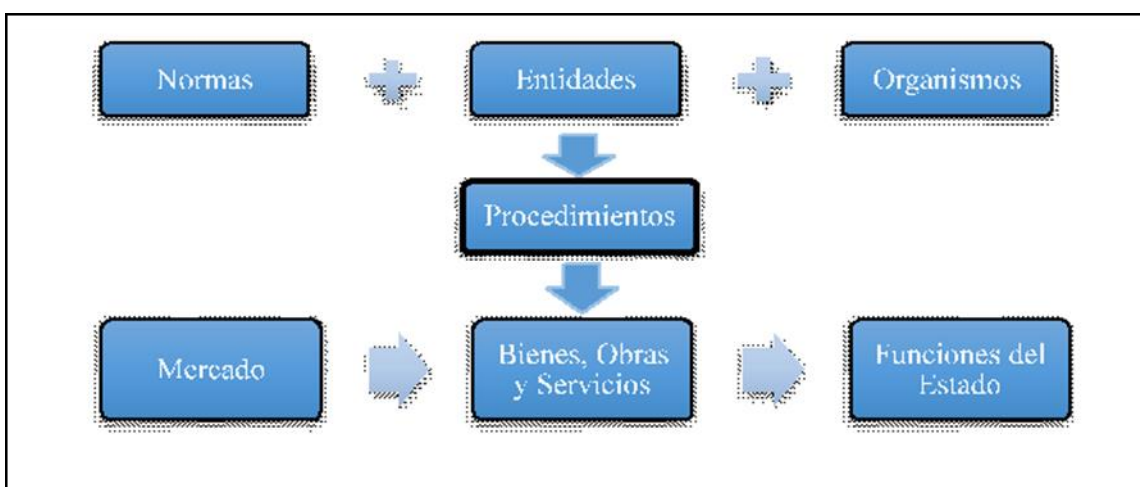 Normas
Entidades
Organismos
Procedimientos
Mercado
Bienes, Obras
y Servicios
Funciones del
Estado